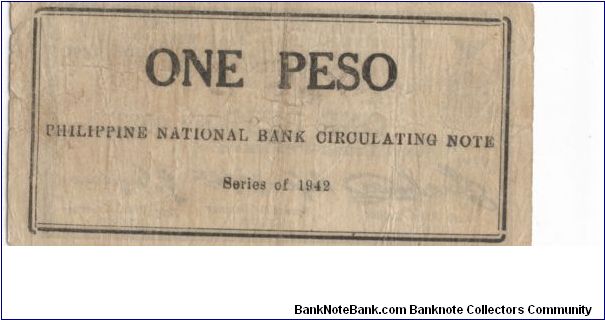 ONE PESO
PHILIPPINE NATIONAL BANK CIRCULATING NOTE
Series of 1942
BankNoteBank.com Banknote Collectors Community